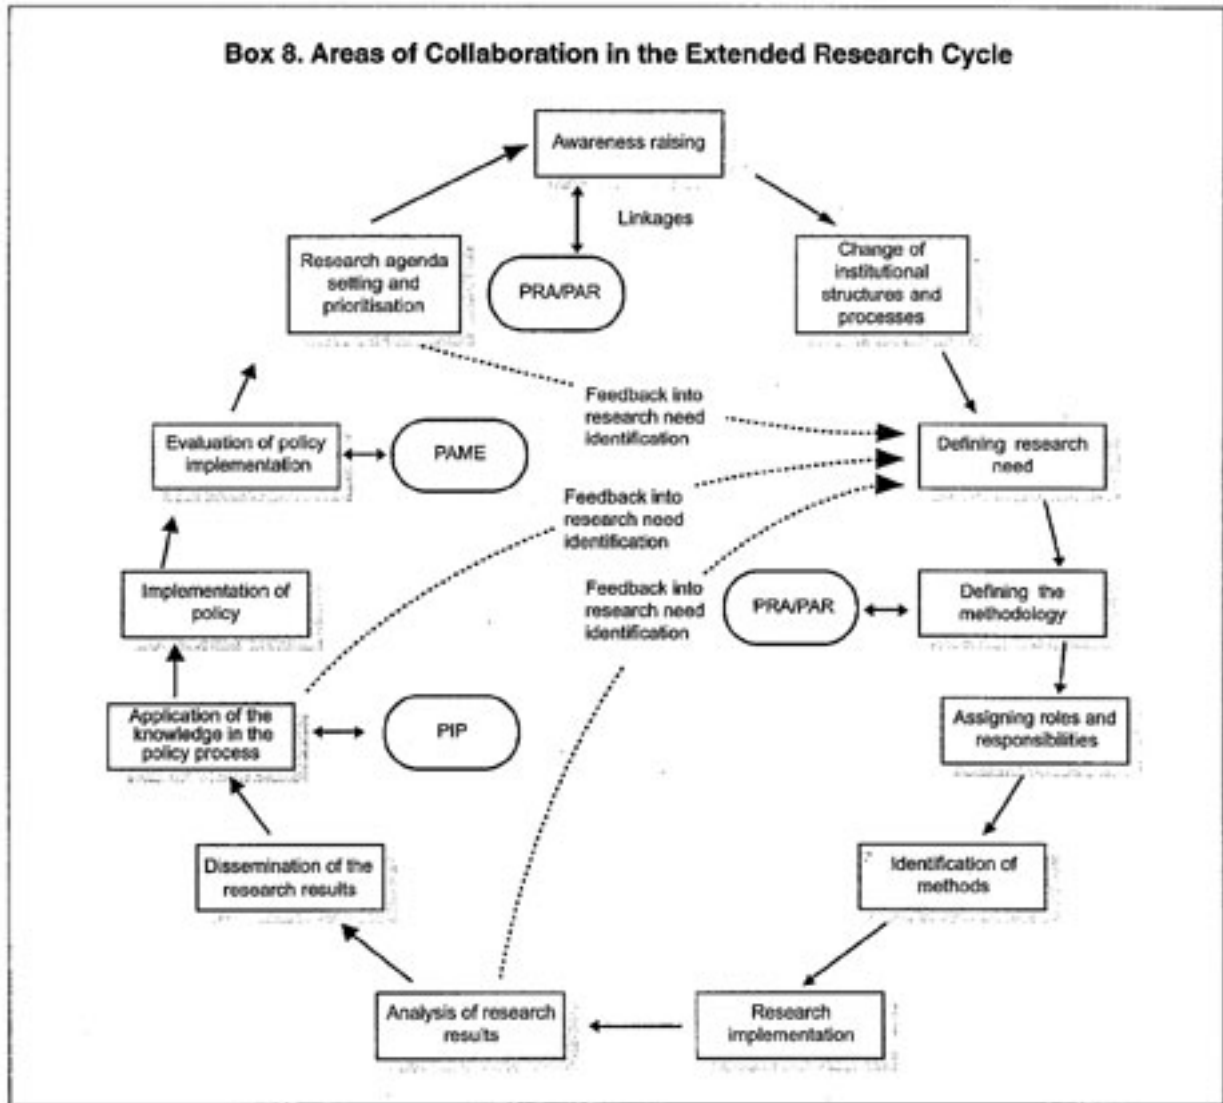 Box 8. Areas of Collaboration in the Extended Research Cycle
Awareness raising
Linkages
Research agenda
setting and
prioritisation
PRA/PAR
Change of
institutional
structures and
processes
Feedback into
research need
identification
Evaluation of policy
implementation
PAME
Defining research
need
Feedback into
research need
identification
Implementation of
policy
Feedback into
research need
identification
PRA/PAR
Defining the
methodology
Application of the
knowledge in the
policy process
PIP
Assigning roles and
responsibilities
Dissemination of the
research results
Identification of
methods
Analysis of research
results
Research
implementation